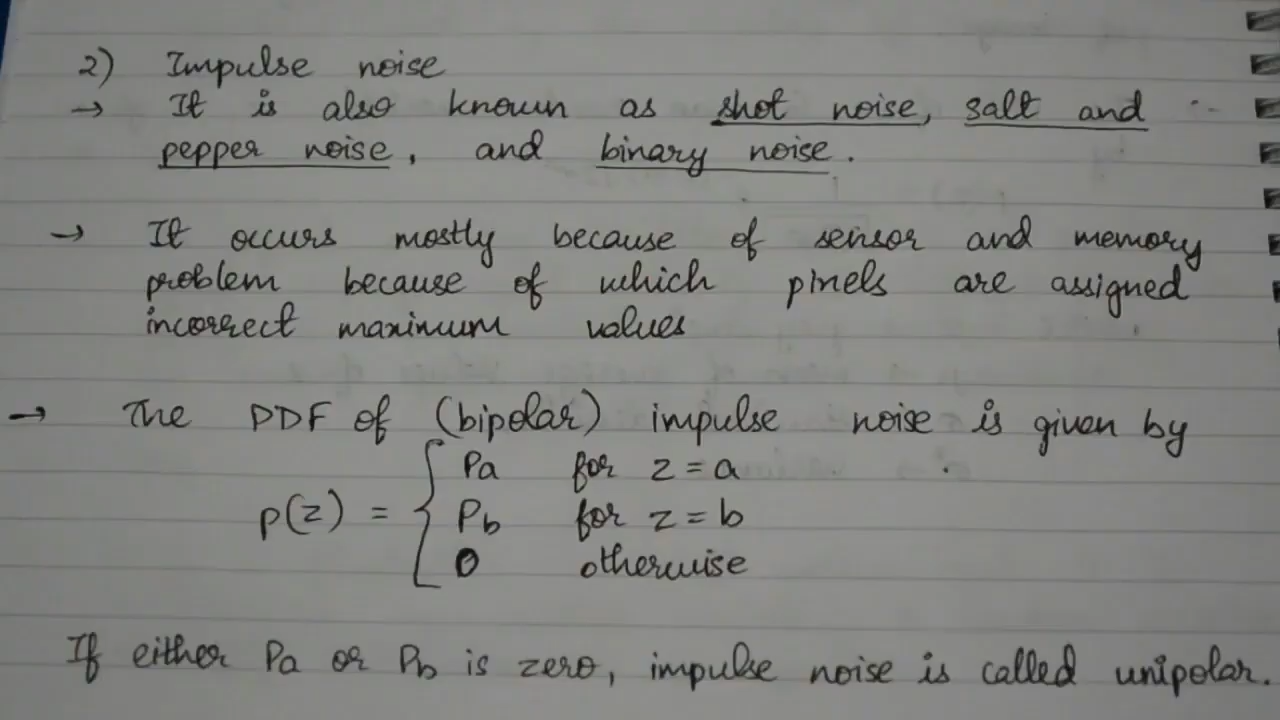 2) Impulse noise
→ It is also known as shot noise, salt and
pepper noise, and binary noise.
→ It occurs mostly because of sensor and memory
problem because of which pixels are assigned
incorrect maximum values
→ The PDF of (bipolar) impulse noise is given by
p(z) = { Pa for z = a
Pb for z = b
0 otherwise
If either Pa or Pb is zero, impulse noise is called unipolar.